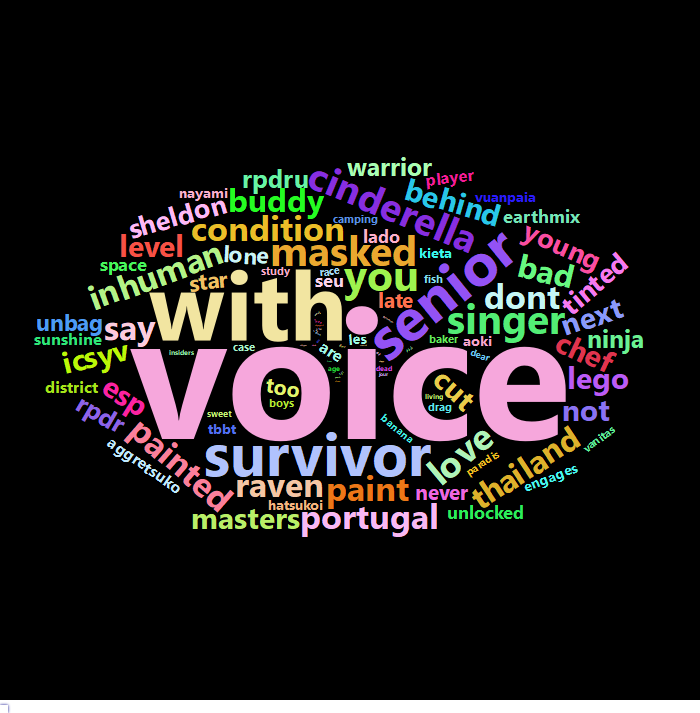 warrior
player
nayami
rpdru
cinderella
buddy
behind
vuanpaia
sheldon
camping
earthmix
condition
lado
young
level
lone
masked
kieta
bad
tinted
space
inhuman
star
study
race
seu
you
fish
senior
dont
late
with
next
unbag
say
singer
ninja
sunshine
les
baker
aoki
chef
icsyv
insiders
case
are
dear
age
dead
jour
voice
lego
district
esp
too
boys
living
cut
drag
not
rpdr
sweet
tbbt
banana
aggretsuko
painted
survivor
love
paradis
thailand
vanitas
engages
raven
paint
never
hatsukoi
masters
portugal
unlocked